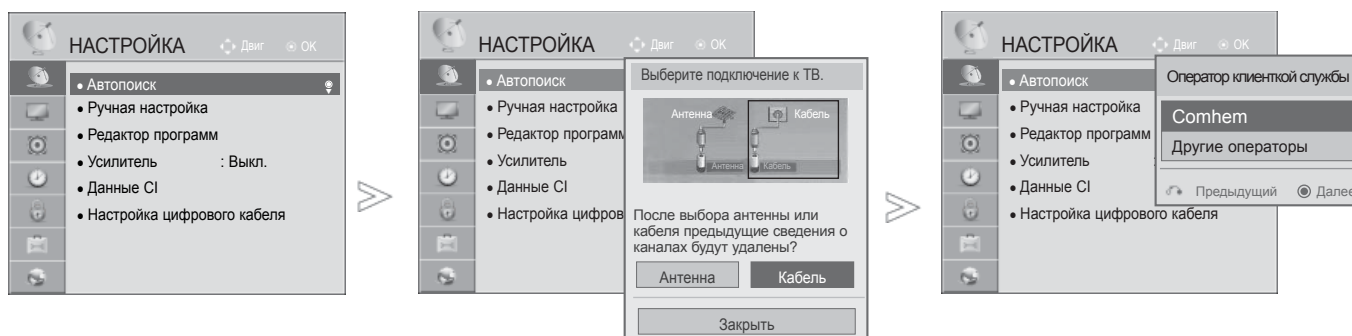 НАСТРОЙКА Двиг OK
• Автопоиск
• Ручная настройка
• Редактор программ
• Усилитель : Выкл.
• Данные CI
• Настройка цифрового кабеля
НАСТРОЙКА Двиг OK
• Автопоиск
• Ручная настройка
• Редактор программ
• Усилитель
• Данные CI
• Настройка цифров
Выберите подключение к ТВ.
Антенна Кабель
Антенна Кабель
После выбора антенны или
кабеля предыдущие сведения о
каналах будут удалены?
Антенна Кабель
Закрыть
НАСТРОЙКА Двиг OK
• Автопоиск
• Ручная настройка
• Редактор программ
• Усилитель :
• Данные CI
• Настройка цифрового кабеля
Оператор клиенткой службы
Comhem
Другие операторы
Предыдущий Далее